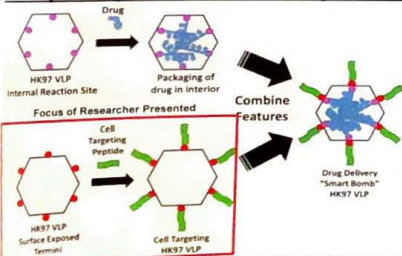 Drug
HK97 VLP
Internal Reaction Site
Packaging of
drug in interior
Focus of Researcher Presented
Combine
Features
Cell
Targeting
Peptide
HK97 VLP
Surface Exposed
Termini
Cell Targeting
HK97 VLP
Drug Delivery
"Smart Bomb"
HK97 VLP